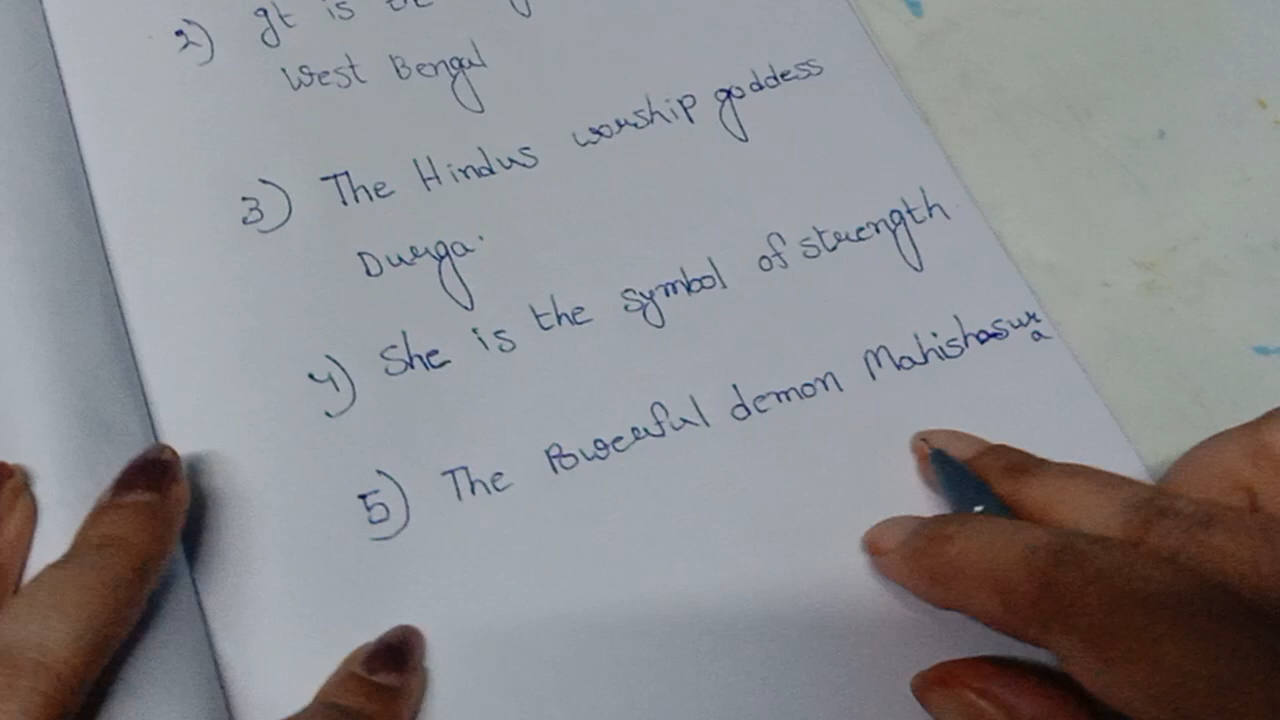 2) It is
West Bengal
3) The Hindus worship goddess
Durga.
4) She is the symbol of strength
5) The Powerful demon Mahishasura